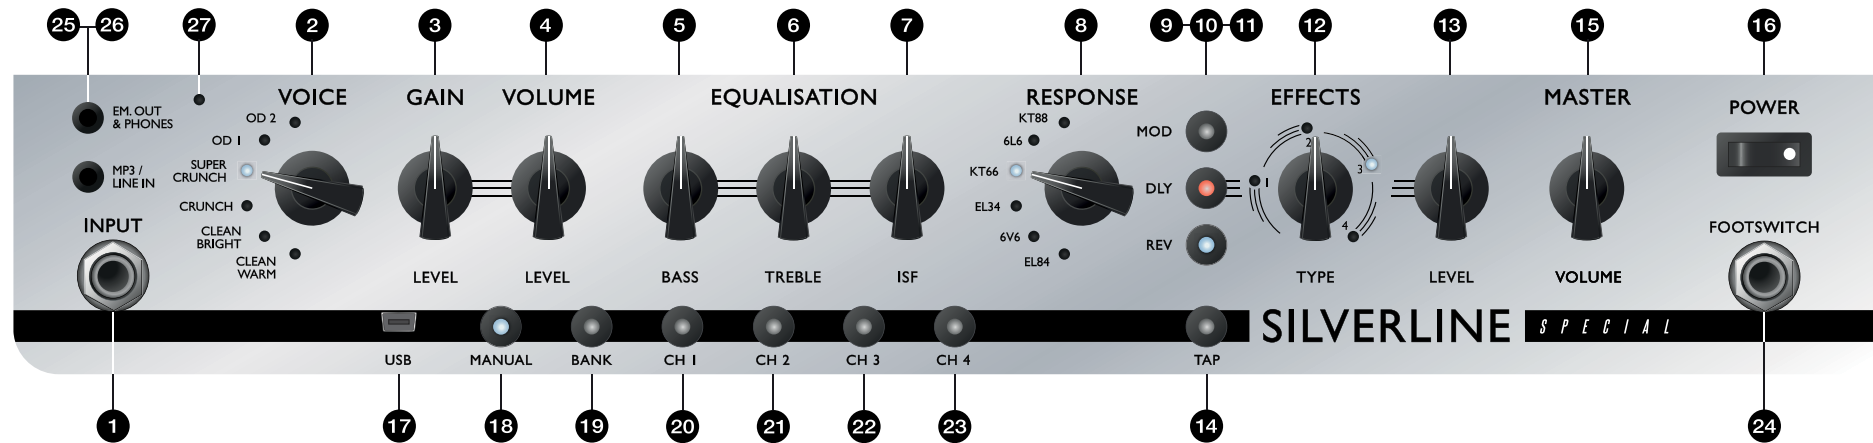 25 26 27 2 3 4 5 6 7 8 9 10 11 12 13 15 16
EM. OUT
& PHONES
MP3 /
LINE IN
INPUT
VOICE
OD 2
OD 1
SUPER
CRUNCH
CRUNCH
CLEAN
BRIGHT
CLEAN
WARM
GAIN
LEVEL
VOLUME
LEVEL
EQUALISATION
BASS
TREBLE
ISF
RESPONSE
KT88
6L6
KT66
EL34
6V6
EL84
MOD
DLY
REV
EFFECTS
1
2
3
4
TYPE
LEVEL
MASTER
VOLUME
POWER
FOOTSWITCH
SILVERLINE SPECIAL
USB
MANUAL
BANK
CH 1
CH 2
CH 3
CH 4
TAP
1 17 18 19 20 21 22 23 14 24